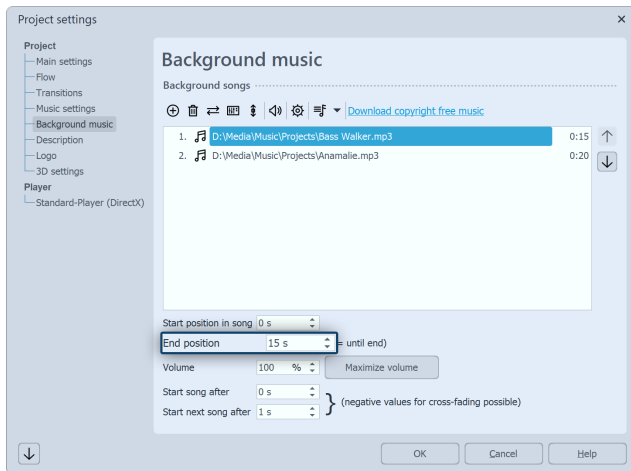 Project settings
Project
Main settings
Flow
Transitions
Music settings
Background music
Description
Logo
3D settings
Player
Standard-Player (DirectX)
Background music
Background songs
Download copyright free music
1. D:\Media\Music\Projects\Bass Walker.mp3 0:15
2. D:\Media\Music\Projects\Anamalie.mp3 0:20
Start position in song 0 s
End position 15 s = until end)
Volume 100 % Maximize volume
Start song after 0 s
(negative values for cross-fading possible)
Start next song after 1 s
OK Cancel Help